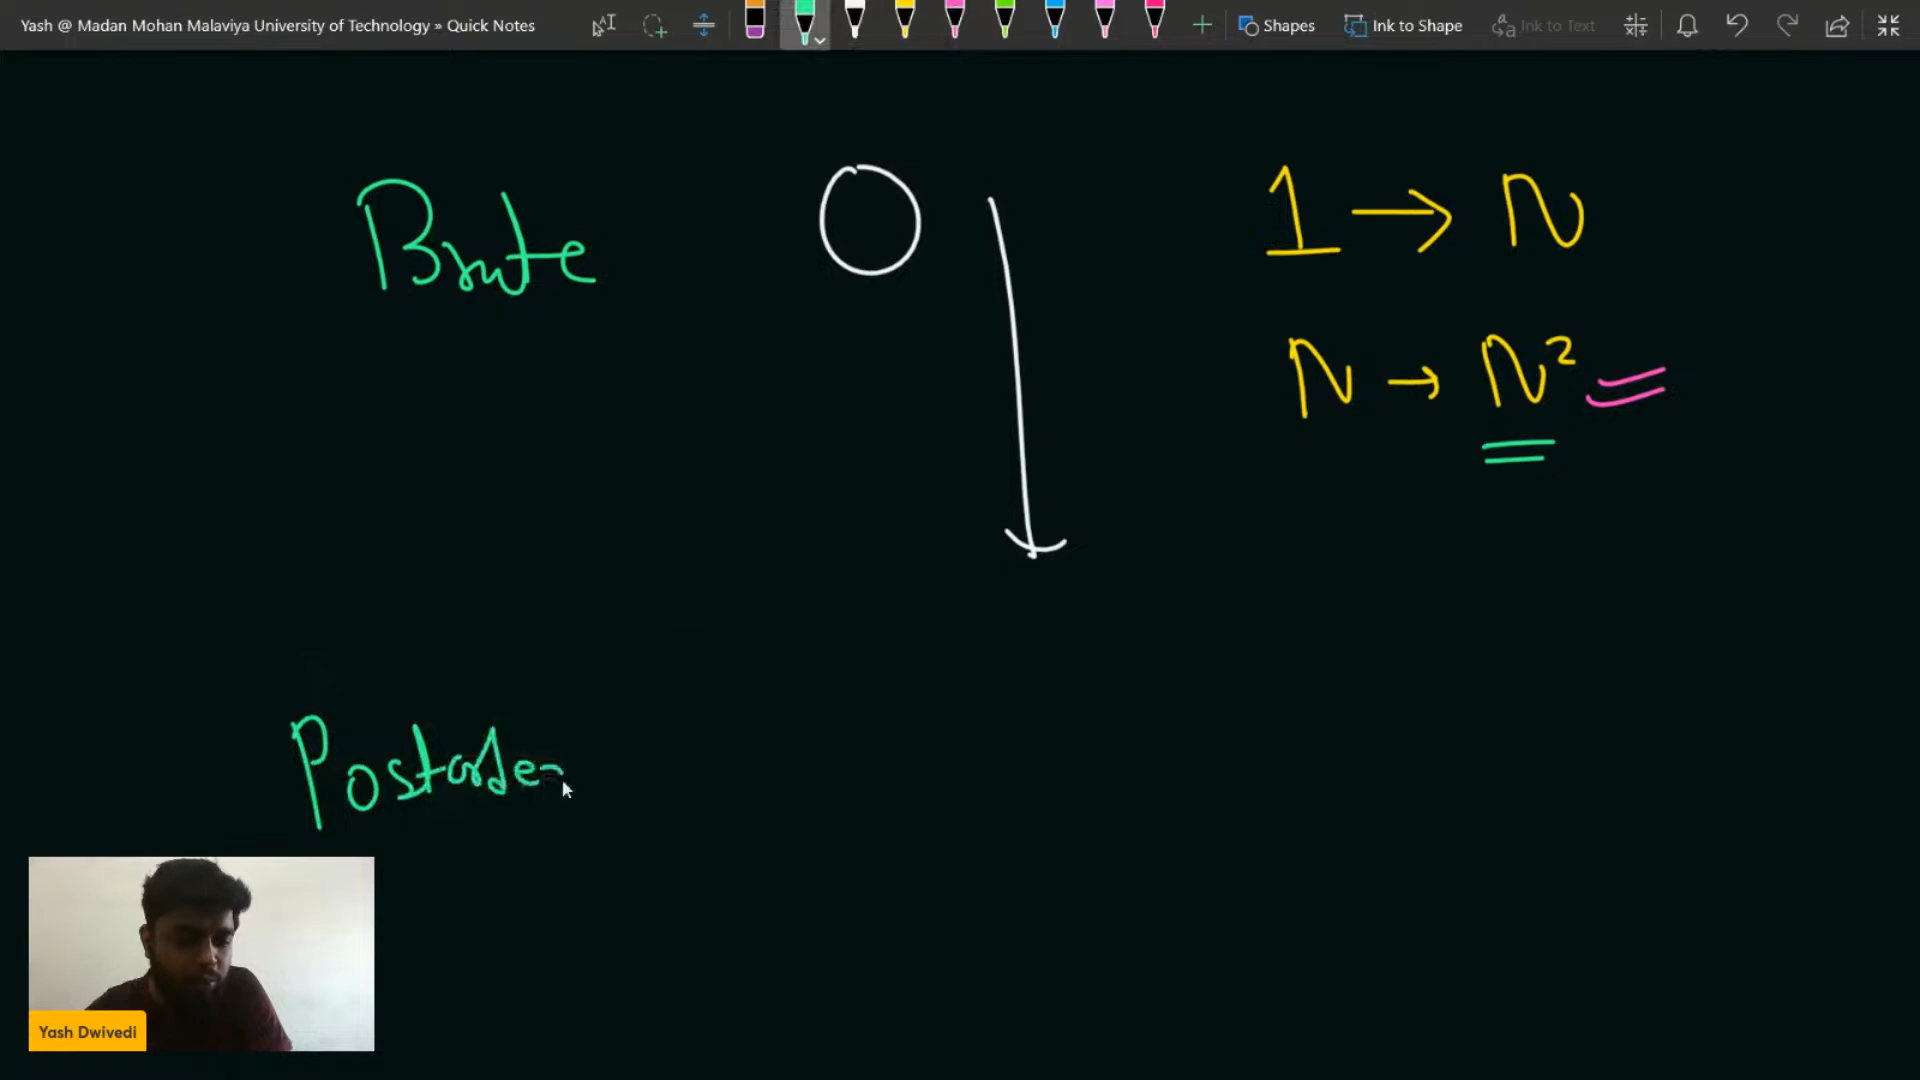 Yash @ Madan Mohan Malaviya University of Technology » Quick Notes
Shapes
Ink to Shape
Ink to Text
Brute
1 → N
N → N²
Postorder
Yash Dwivedi